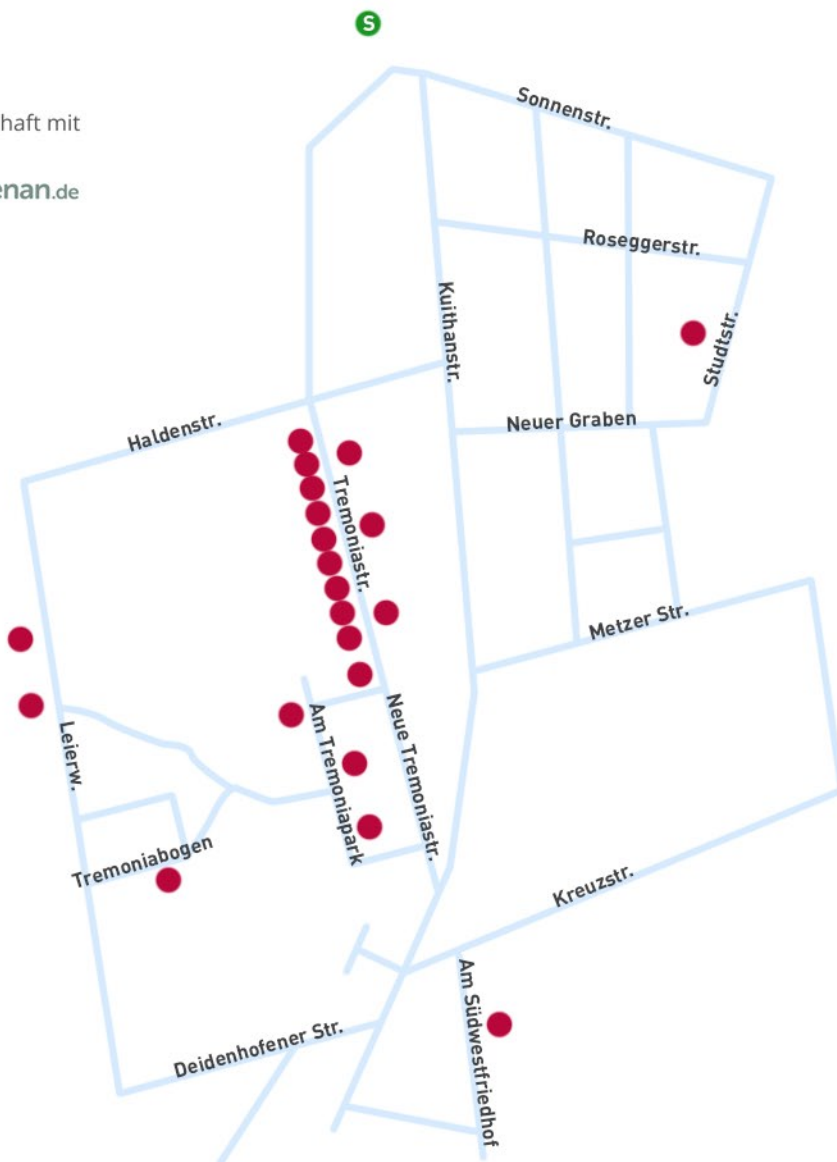 S
haft mit
enan.de
Sonnenstr.
Roseggerstr.
Kuithanstr.
Studtstr.
Neuer Graben
Haldenstr.
Tremoniastr.
Metzer Str.
Neue Tremoniastr.
Am Tremoniapark
Leierw.
Tremoniabogen
Kreuzstr.
Am Südwestfriedhof
Deidenhofener Str.